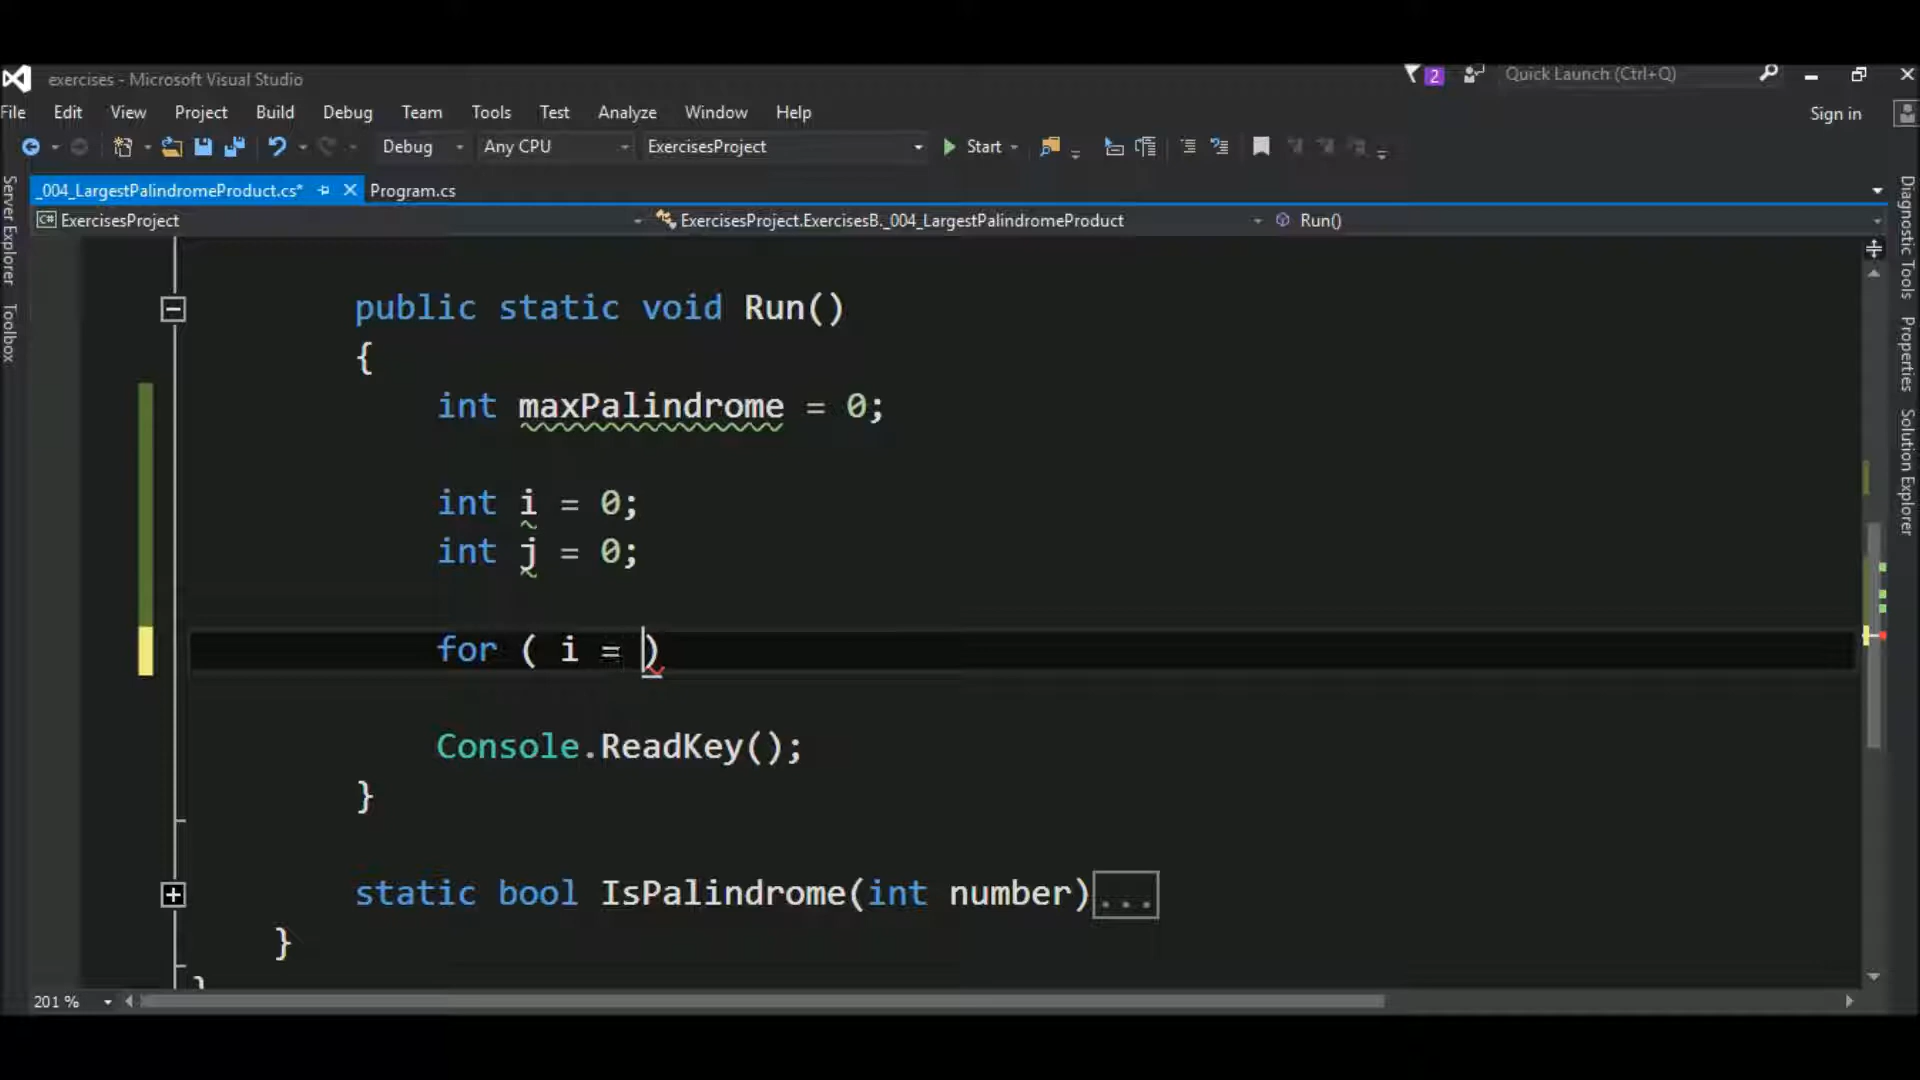 exercises - Microsoft Visual Studio
2
Quick Launch (Ctrl+Q)
File Edit View Project Build Debug Team Tools Test Analyze Window Help
Sign in
Debug Any CPU ExercisesProject Start
_004_LargestPalindromeProduct.cs* Program.cs
C# ExercisesProject ExercisesProject.ExercisesB._004_LargestPalindromeProduct Run()
Server Explorer
Toolbox
public static void Run()
{
int maxPalindrome = 0;
int i = 0;
int j = 0;
for ( i = )
Console.ReadKey();
}
static bool IsPalindrome(int number)...
}
}
201 %
Diagnostic Tools
Properties
Solution Explorer